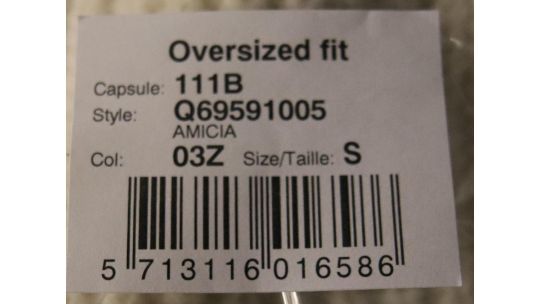 Oversized fit
Capsule: 111B
Style: Q69591005
AMICIA
Col: 03Z Size/Taille: S
5 713116 016586